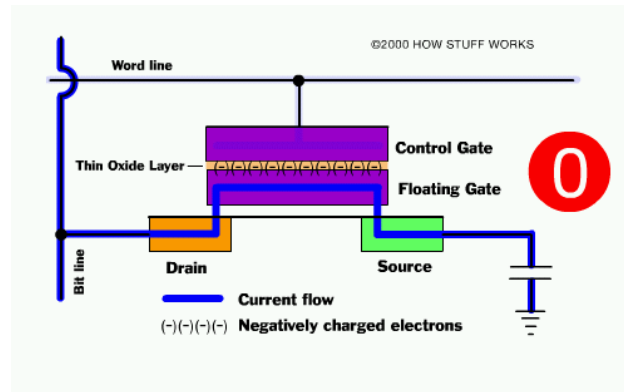 ©2000 HOW STUFF WORKS
Word line
Control Gate
Thin Oxide Layer
(-)(-)(-)(-)(-)(-)(-)(-)(-)(-)
Floating Gate
0
Bit line
Drain
Source
Current flow
(-)(-)(-)(-) Negatively charged electrons